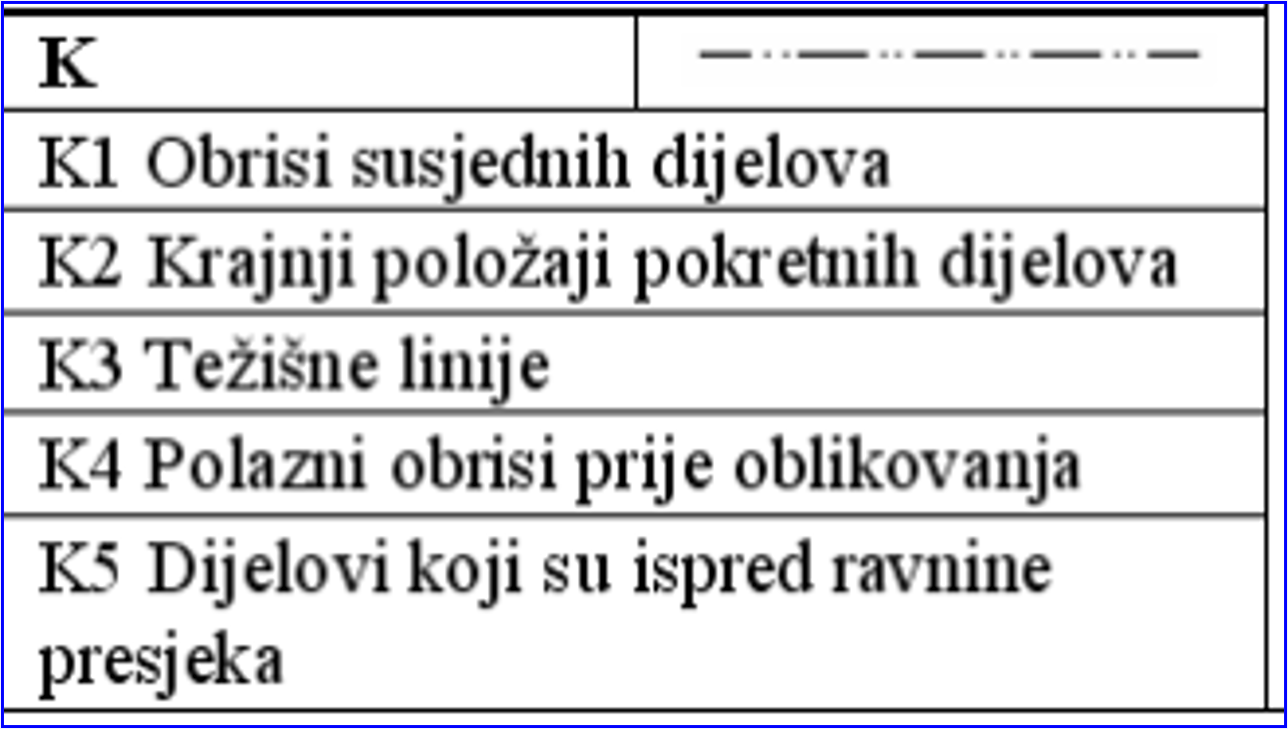 K
K1 Obrisi susjednih dijelova
K2 Krajnji položaji pokretnih dijelova
K3 Težišne linije
K4 Polazni obrisi prije oblikovanja
K5 Dijelovi koji su ispred ravnine
presjeka